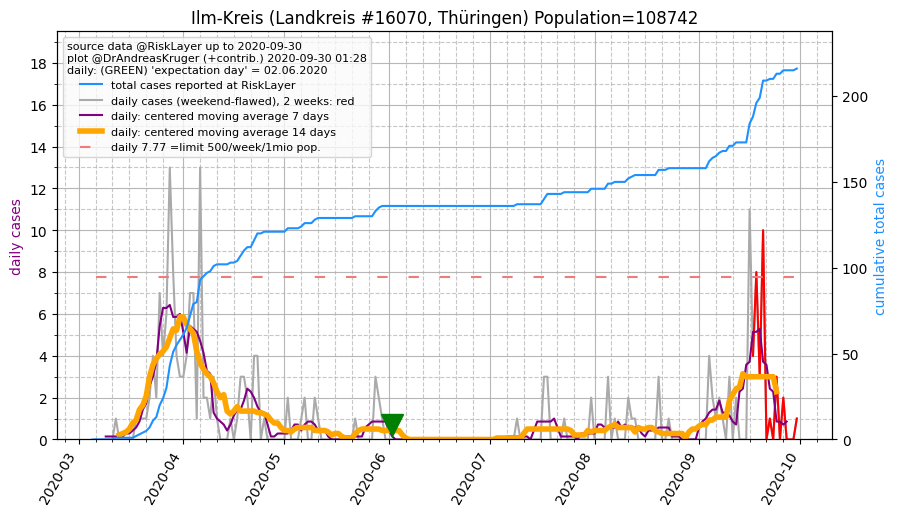 Ilm-Kreis (Landkreis #16070, Thüringen) Population=108742
source data @RiskLayer up to 2020-09-30
plot @DrAndreasKruger (+contrib.) 2020-09-30 01:28
daily: (GREEN) 'expectation day' = 02.06.2020
total cases reported at RiskLayer
daily cases (weekend-flawed), 2 weeks: red
daily: centered moving average 7 days
daily: centered moving average 14 days
daily 7.77 =limit 500/week/1mio pop.
daily cases
18
16
14
12
10
8
6
4
2
0
200
150
100
50
0
cumulative total cases
2020-03
2020-04
2020-05
2020-06
2020-07
2020-08
2020-09
2020-10